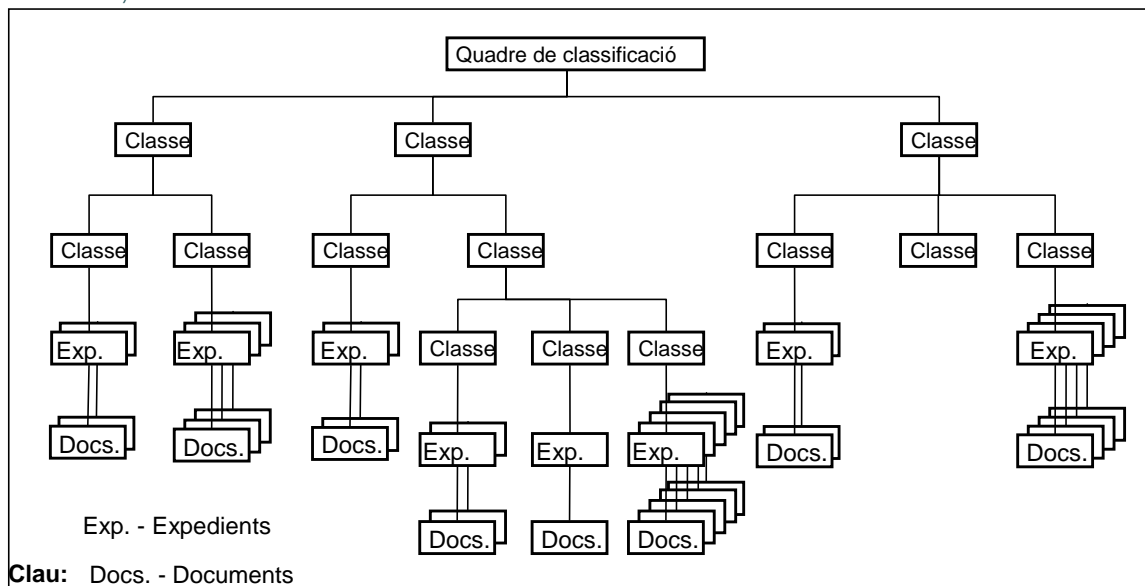 Quadre de classificació
Classe Classe Classe
Classe Classe Classe Classe Classe Classe Classe
Exp. Exp. Exp. Classe Classe Classe Exp. Exp.
Docs. Docs. Docs. Exp. Exp. Exp. Docs. Docs.
Docs. Docs. Docs.
Exp. - Expedients
Clau: Docs. - Documents